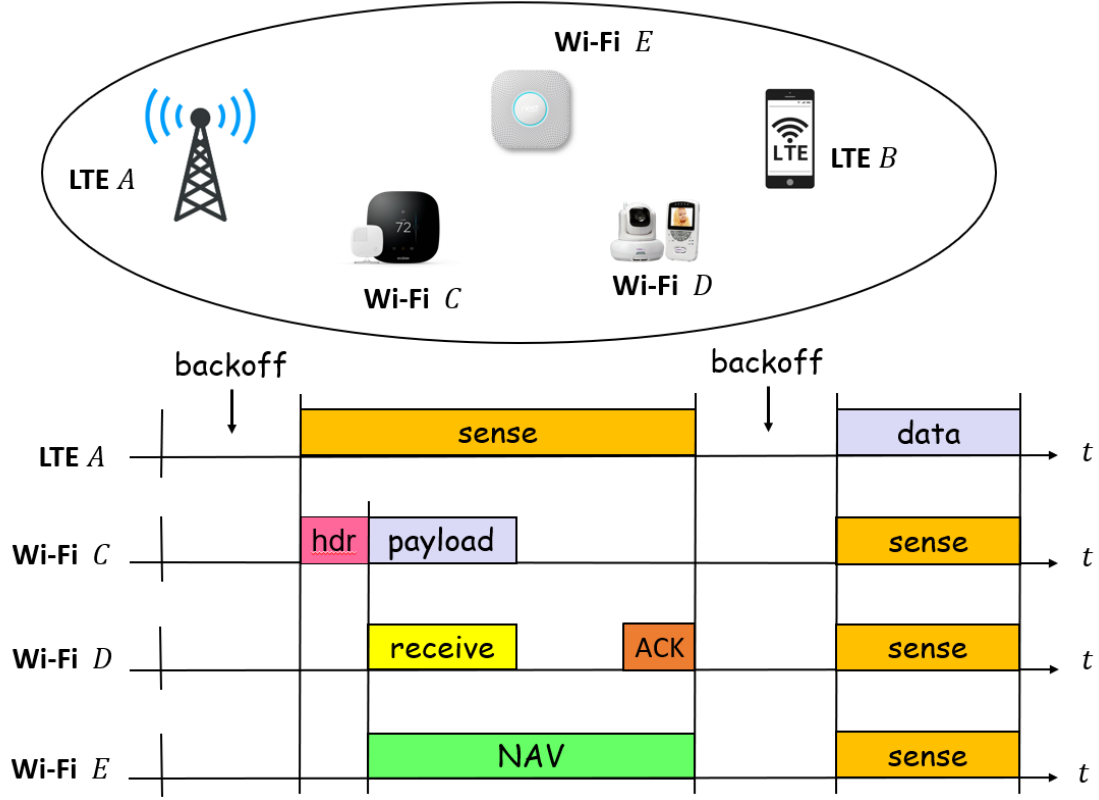 Wi-Fi E
LTE A
LTE
LTE B
72
Wi-Fi C
Wi-Fi D
backoff
backoff
sense
data
LTE A
t
hdr
payload
sense
Wi-Fi C
t
receive
ACK
sense
Wi-Fi D
t
NAV
sense
Wi-Fi E
t